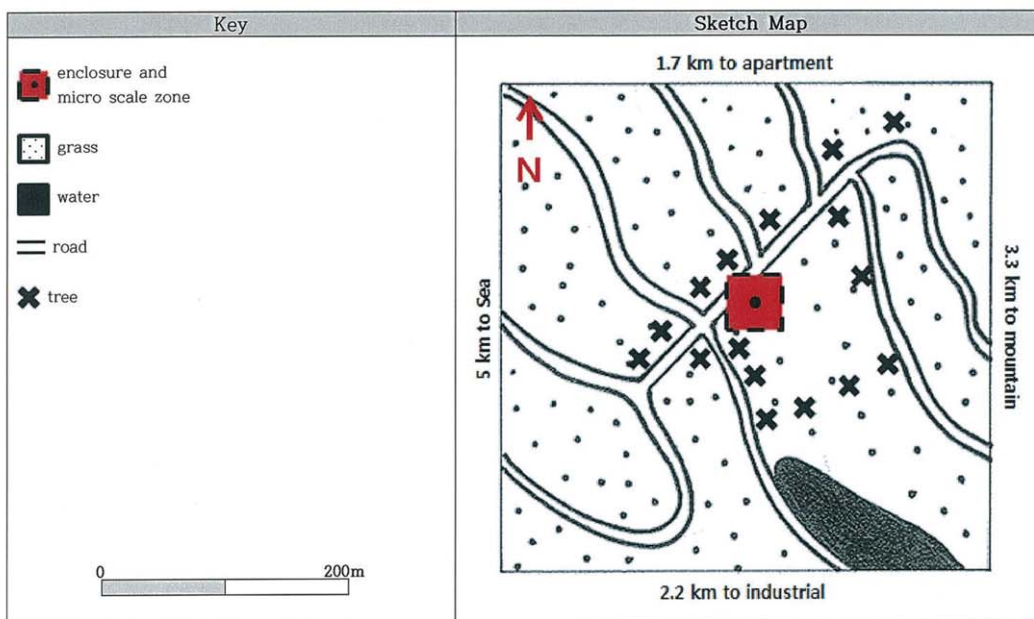 Key
Sketch Map
enclosure and
micro scale zone
grass
water
road
tree
0
200m
1.7 km to apartment
N
5 km to Sea
3.3 km to mountain
2.2 km to industrial